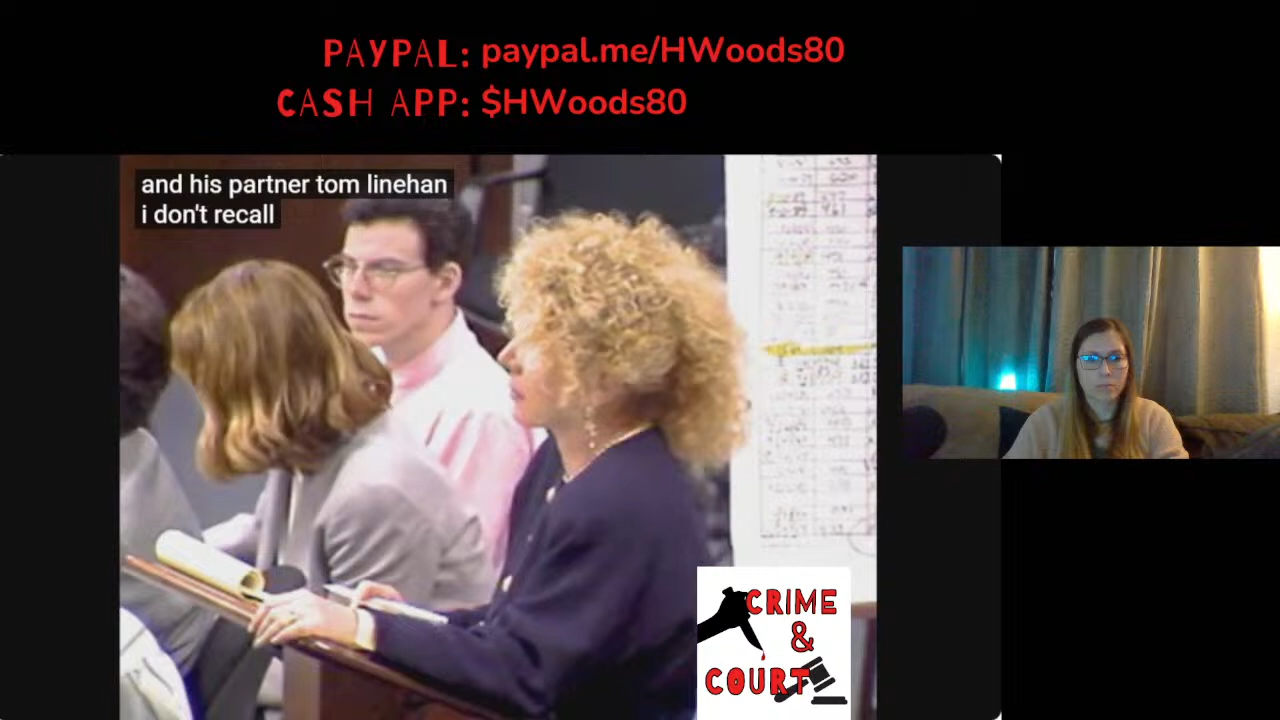 PAYPAL: paypal.me/HWoods80
CASH APP: $HWoods80
and his partner tom linehan
i don't recall
CRIME
&
COURT